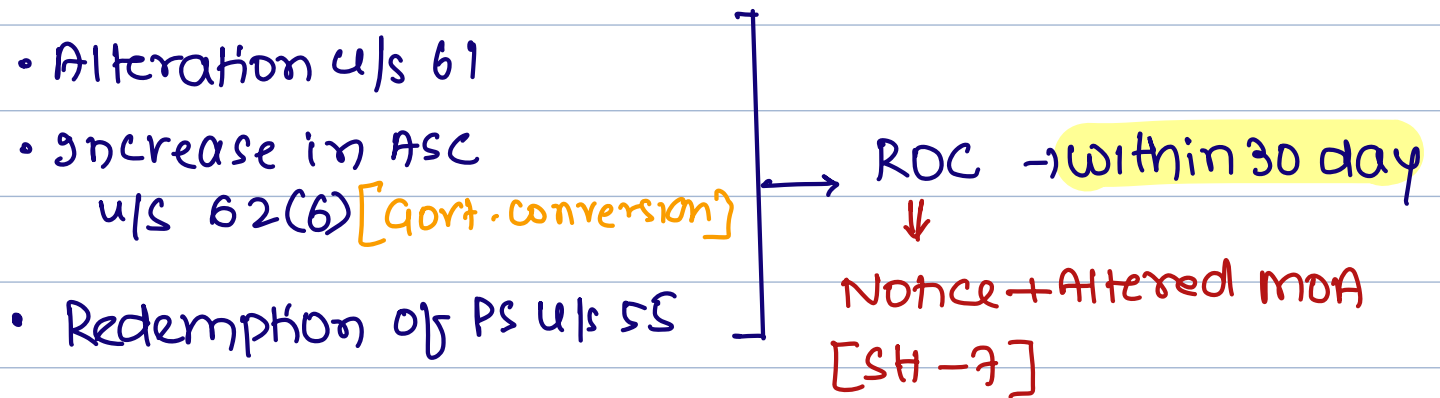 • Alteration u/s 61
• Increase in ASC
u/s 62(6) [Govt. conversion]
• Redemption of PS u/s 55
ROC → within 30 day
↓
Notice + Altered MOA
[SH-7]